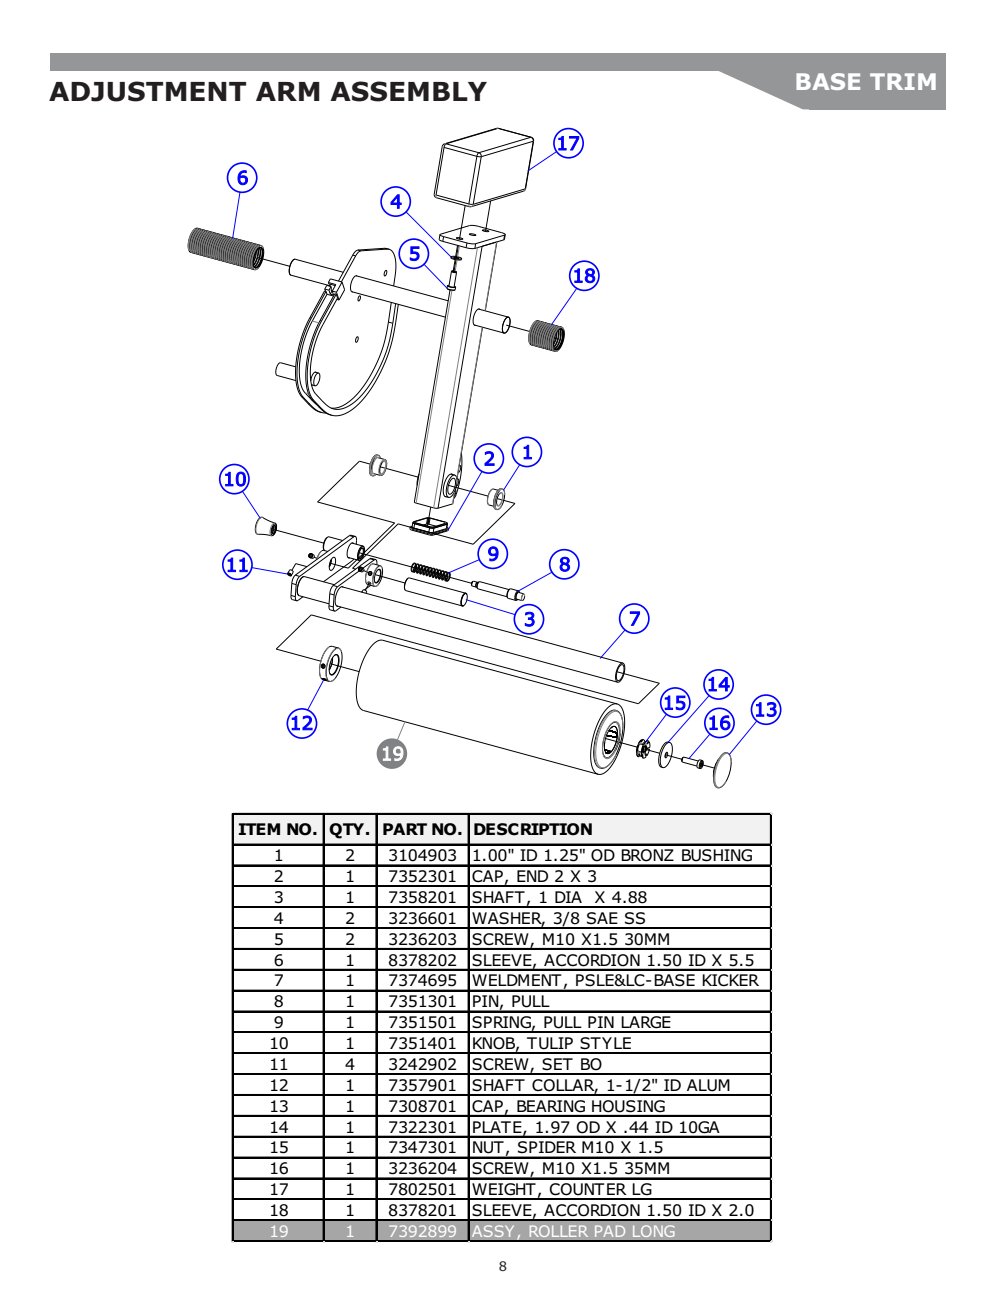 BASE TRIM
ADJUSTMENT ARM ASSEMBLY
17
6
4
5
18
1
2
10
9
11
8
3
7
14
15
13
12
16
19
ITEM NO. QTY. PART NO. DESCRIPTION
1 2 3104903 1.00" ID 1.25" OD BRONZ BUSHING
2 1 7352301 CAP, END 2 X 3
3 1 7358201 SHAFT, 1 DIA X 4.88
4 2 3236601 WASHER, 3/8 SAE SS
5 2 3236203 SCREW, M10 X1.5 30MM
6 1 8378202 SLEEVE, ACCORDION 1.50 ID X 5.5
7 1 7374695 WELDMENT, PSLE&LC-BASE KICKER
8 1 7351301 PIN, PULL
9 1 7351501 SPRING, PULL PIN LARGE
10 1 7351401 KNOB, TULIP STYLE
11 4 3242902 SCREW, SET BO
12 1 7357901 SHAFT COLLAR, 1-1/2" ID ALUM
13 1 7308701 CAP, BEARING HOUSING
14 1 7322301 PLATE, 1.97 OD X .44 ID 10GA
15 1 7347301 NUT, SPIDER M10 X 1.5
16 1 3236204 SCREW, M10 X1.5 35MM
17 1 7802501 WEIGHT, COUNTER LG
18 1 8378201 SLEEVE, ACCORDION 1.50 ID X 2.0
19 1 7392899 ASSY, ROLLER PAD LONG
8